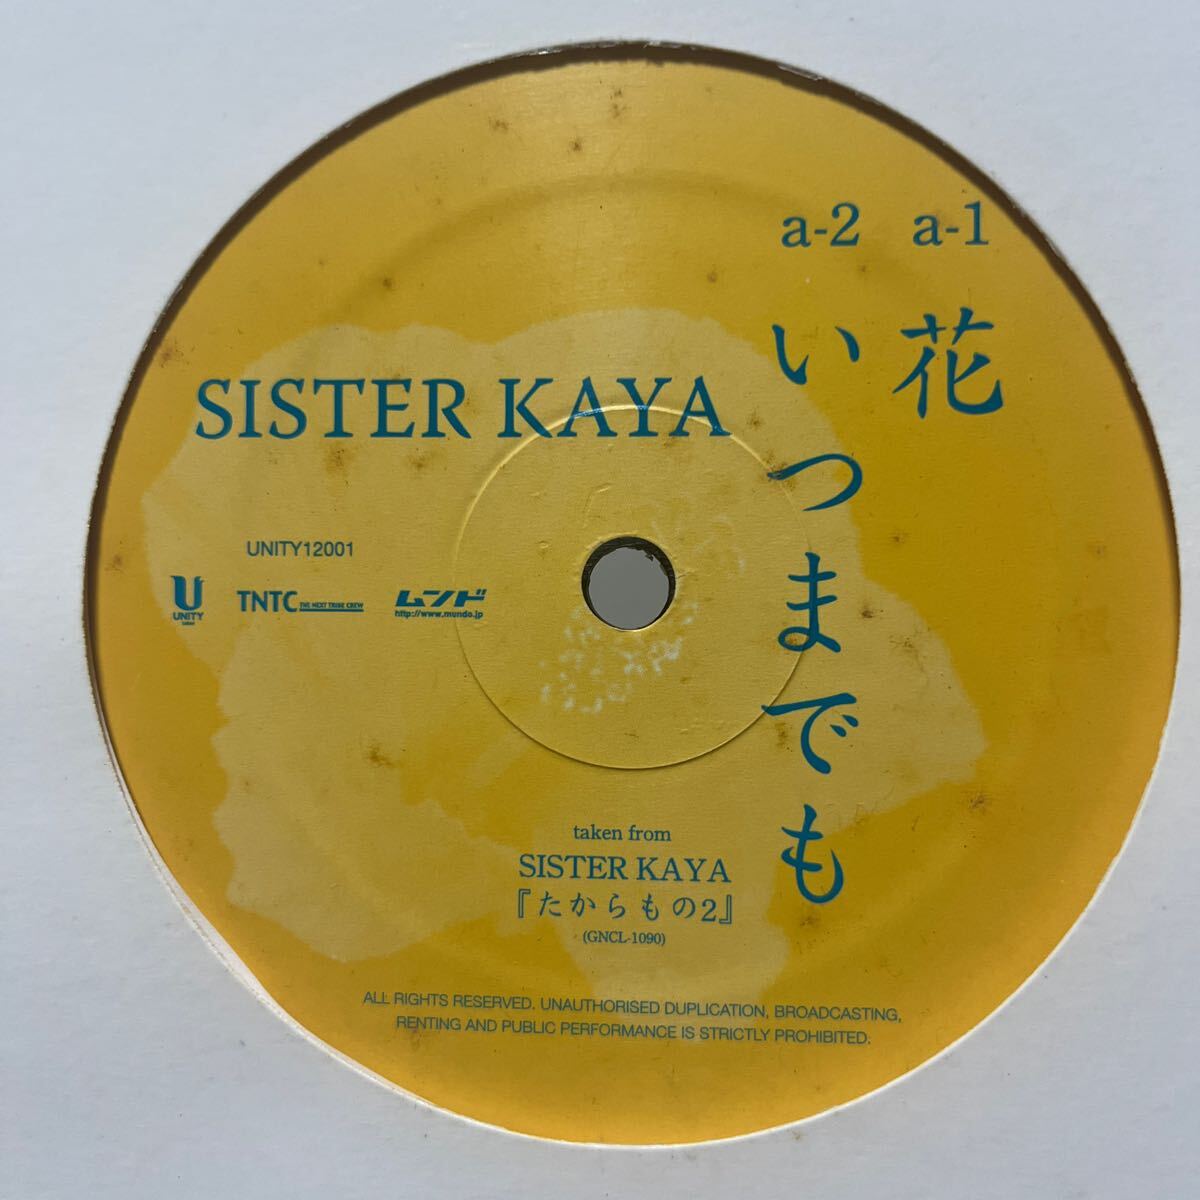 a-1 花
a-2 いつまでも
SISTER KAYA
UNITY12001
U
UNITY
TNTC THE NEXT TRIBE CREW
ムンド
http://www.mundo.jp
taken from
SISTER KAYA
『たからもの2』
(GNCL-1090)
ALL RIGHTS RESERVED. UNAUTHORISED DUPLICATION, BROADCASTING,
RENTING AND PUBLIC PERFORMANCE IS STRICTLY PROHIBITED.